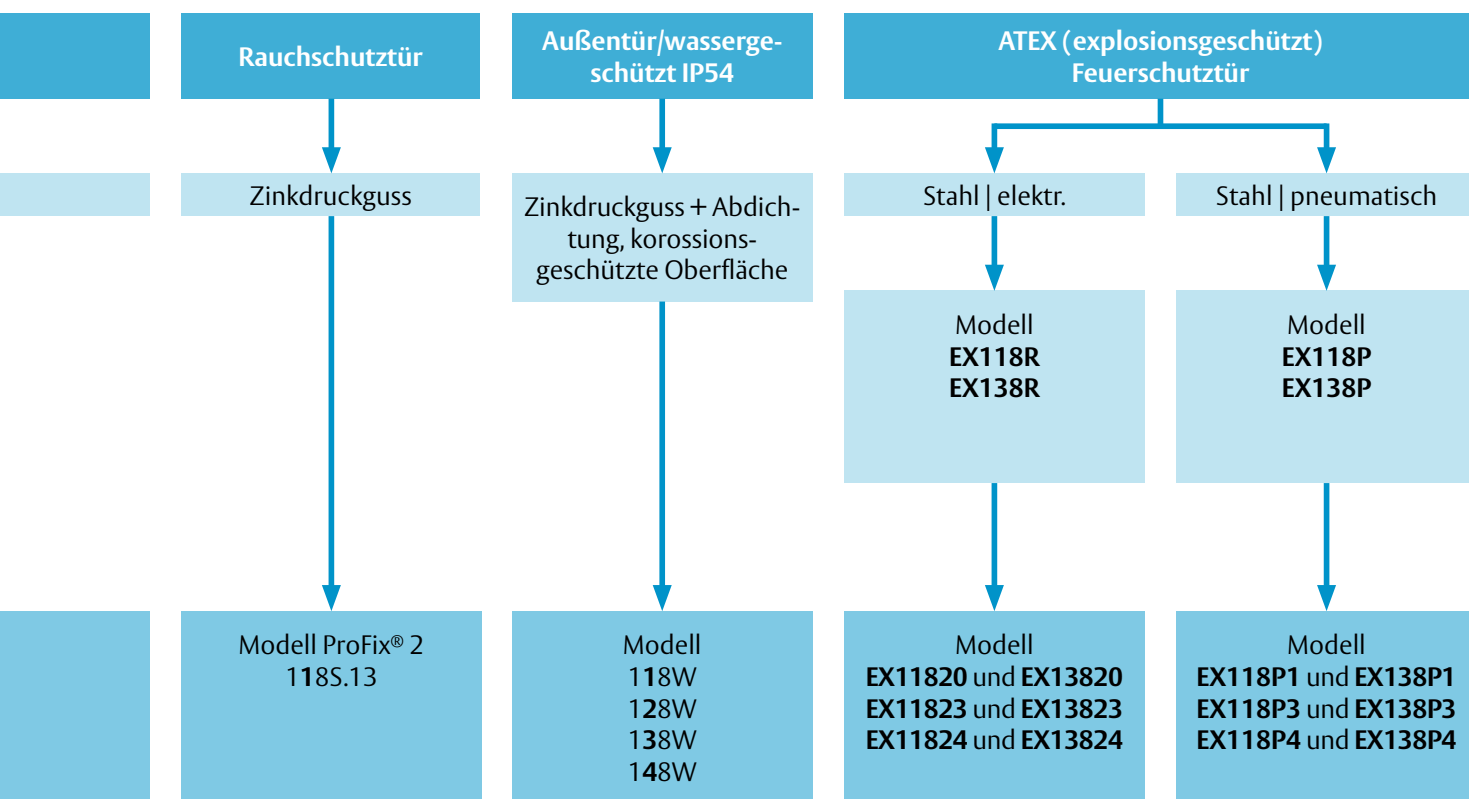 Rauchschutztür
Zinkdruckguss
Modell ProFix® 2
118S.13
Außentür/wasserge-
schützt IP54
Zinkdruckguss + Abdich-
tung, korossions-
geschützte Oberfläche
Modell
118W
128W
138W
148W
ATEX (explosionsgeschützt)
Feuerschutztür
Stahl | elektr.
Modell
EX118R
EX138R
Modell
EX11820 und EX13820
EX11823 und EX13823
EX11824 und EX13824
Stahl | pneumatisch
Modell
EX118P
EX138P
Modell
EX118P1 und EX138P1
EX118P3 und EX138P3
EX118P4 und EX138P4